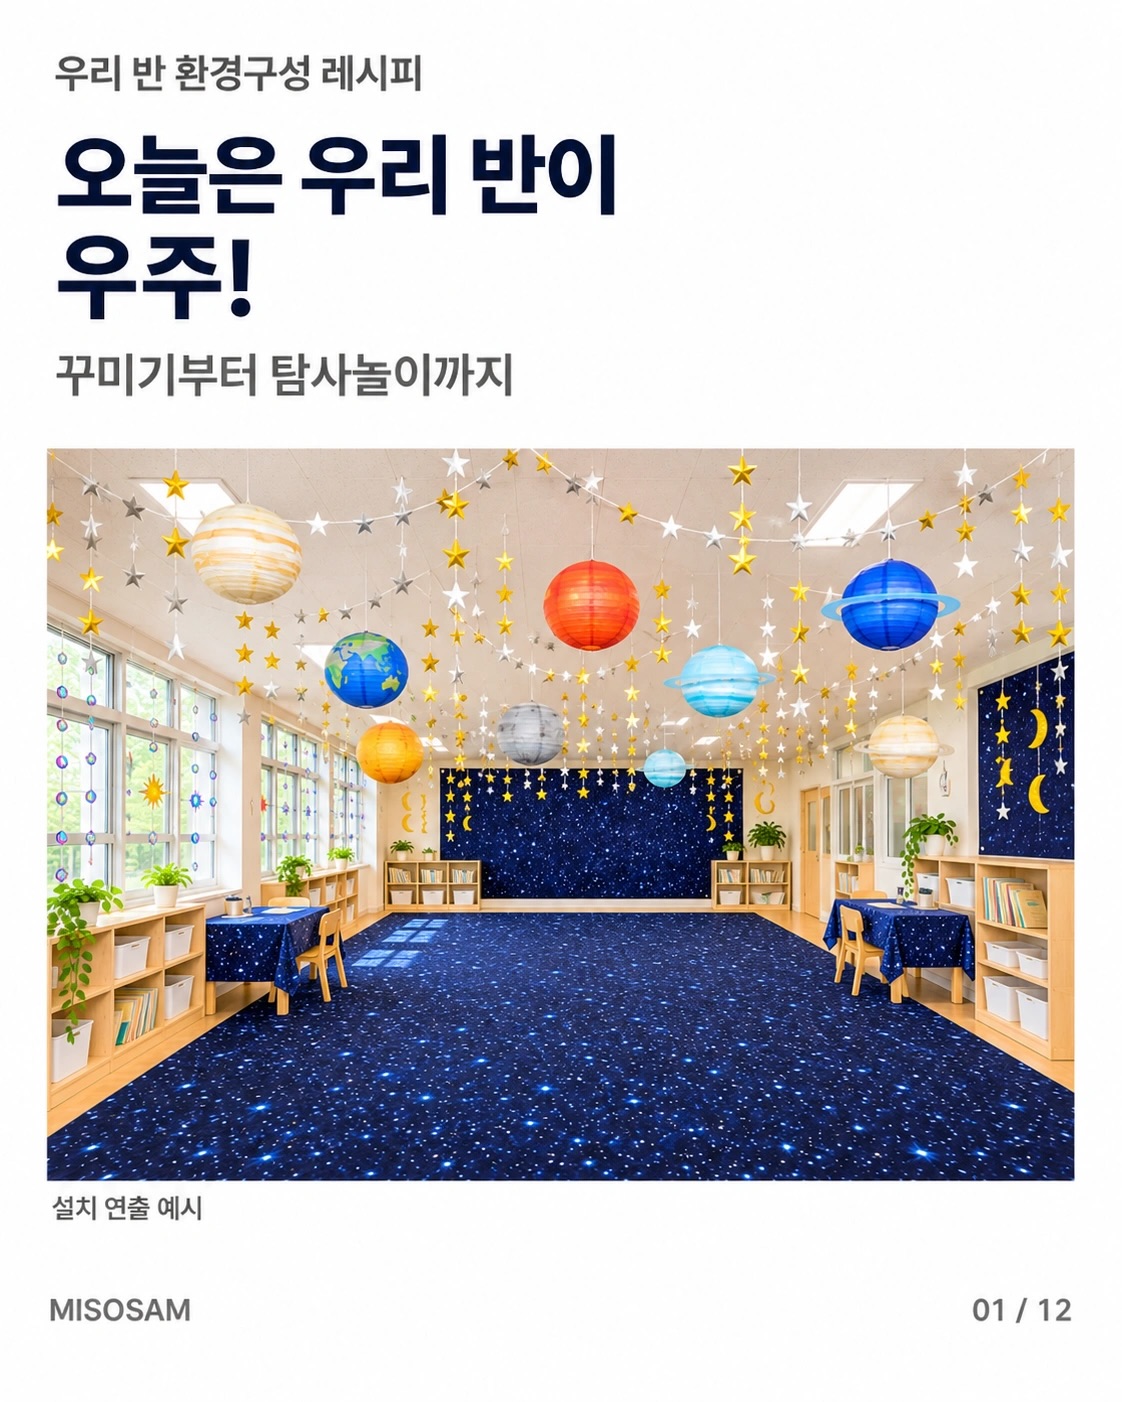 우리 반 환경구성 레시피
오늘은 우리 반이
우주!
꾸미기부터 탐사놀이까지
설치 연출 예시
MISOSAM
01 / 12